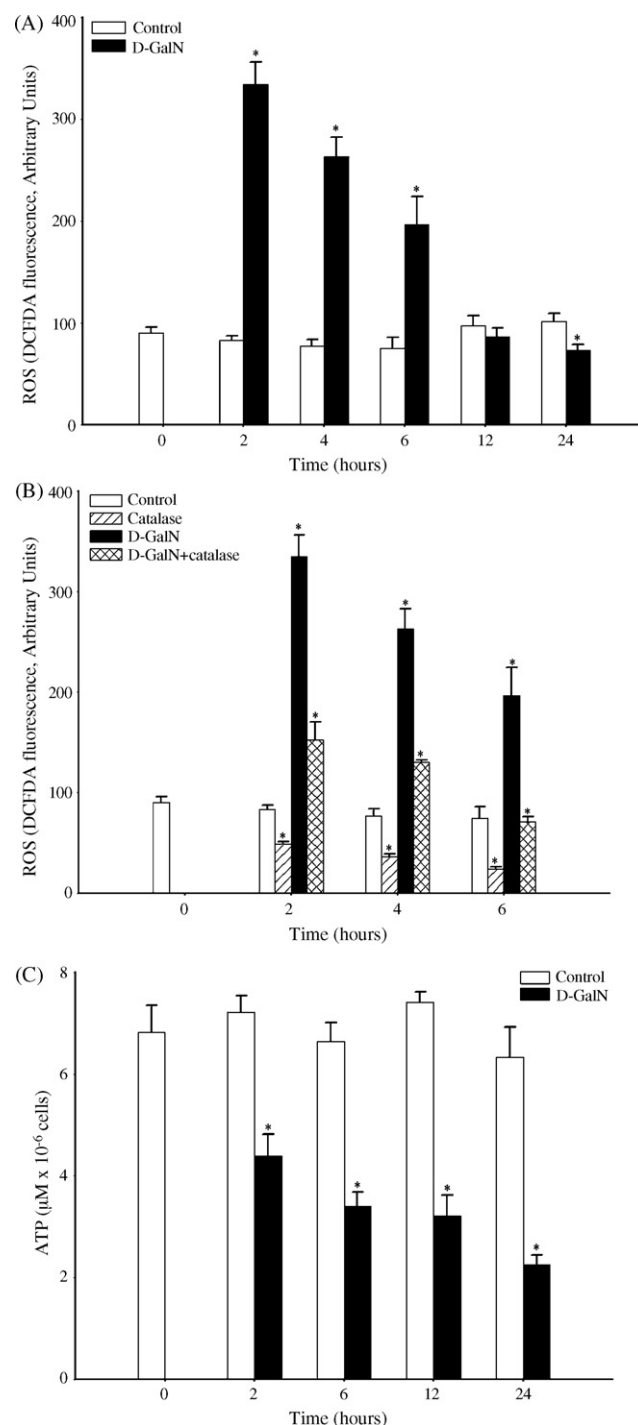 (A)
Control
D-GalN
ROS (DCFDA fluorescence, Arbitrary Units)
400
300
200
100
0
*
*
*
*
0 2 4 6 12 24
Time (hours)
(B)
Control
Catalase
D-GalN
D-GalN+catalase
ROS (DCFDA fluorescence, Arbitrary Units)
400
300
200
100
0
*
*
*
*
*
*
*
*
*
0 2 4 6
Time (hours)
(C)
Control
D-GalN
ATP (μM x 10⁻⁶ cells)
8
6
4
2
0
*
*
*
*
0 2 6 12 24
Time (hours)